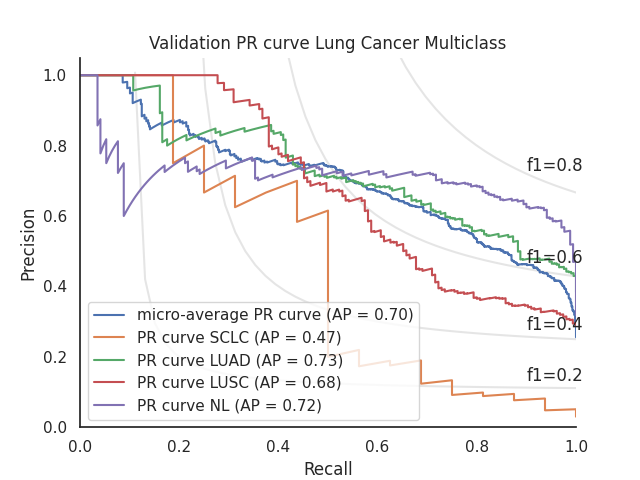 Validation PR curve Lung Cancer Multiclass
1.0
0.8
0.6
0.4
0.2
0.0
Precision
f1=0.8
f1=0.6
f1=0.4
f1=0.2
micro-average PR curve (AP = 0.70)
PR curve SCLC (AP = 0.47)
PR curve LUAD (AP = 0.73)
PR curve LUSC (AP = 0.68)
PR curve NL (AP = 0.72)
0.0 0.2 0.4 0.6 0.8 1.0
Recall